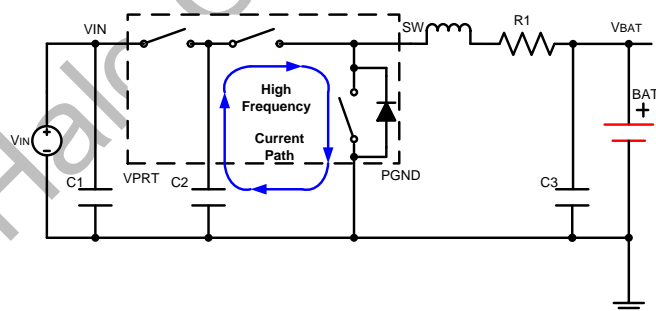 VIN
SW
R1
VBAT
High
Frequency
Current
Path
VIN
BAT
C1
VPRT
C2
PGND
C3